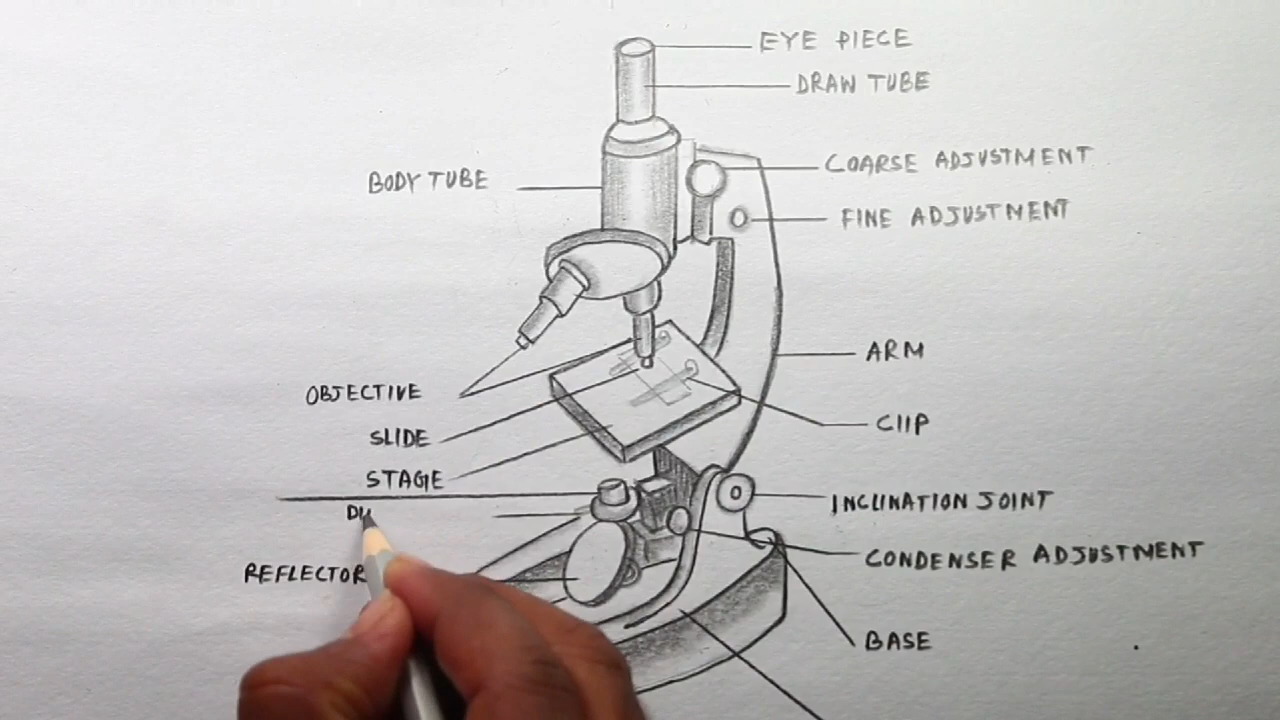 EYE PIECE
DRAW TUBE
COARSE ADJUSTMENT
BODY TUBE
FINE ADJUSTMENT
ARM
OBJECTIVE
CIIP
SLIDE
STAGE
INCLINATION JOINT
CONDENSER ADJUSTMENT
REFLECTOR
BASE